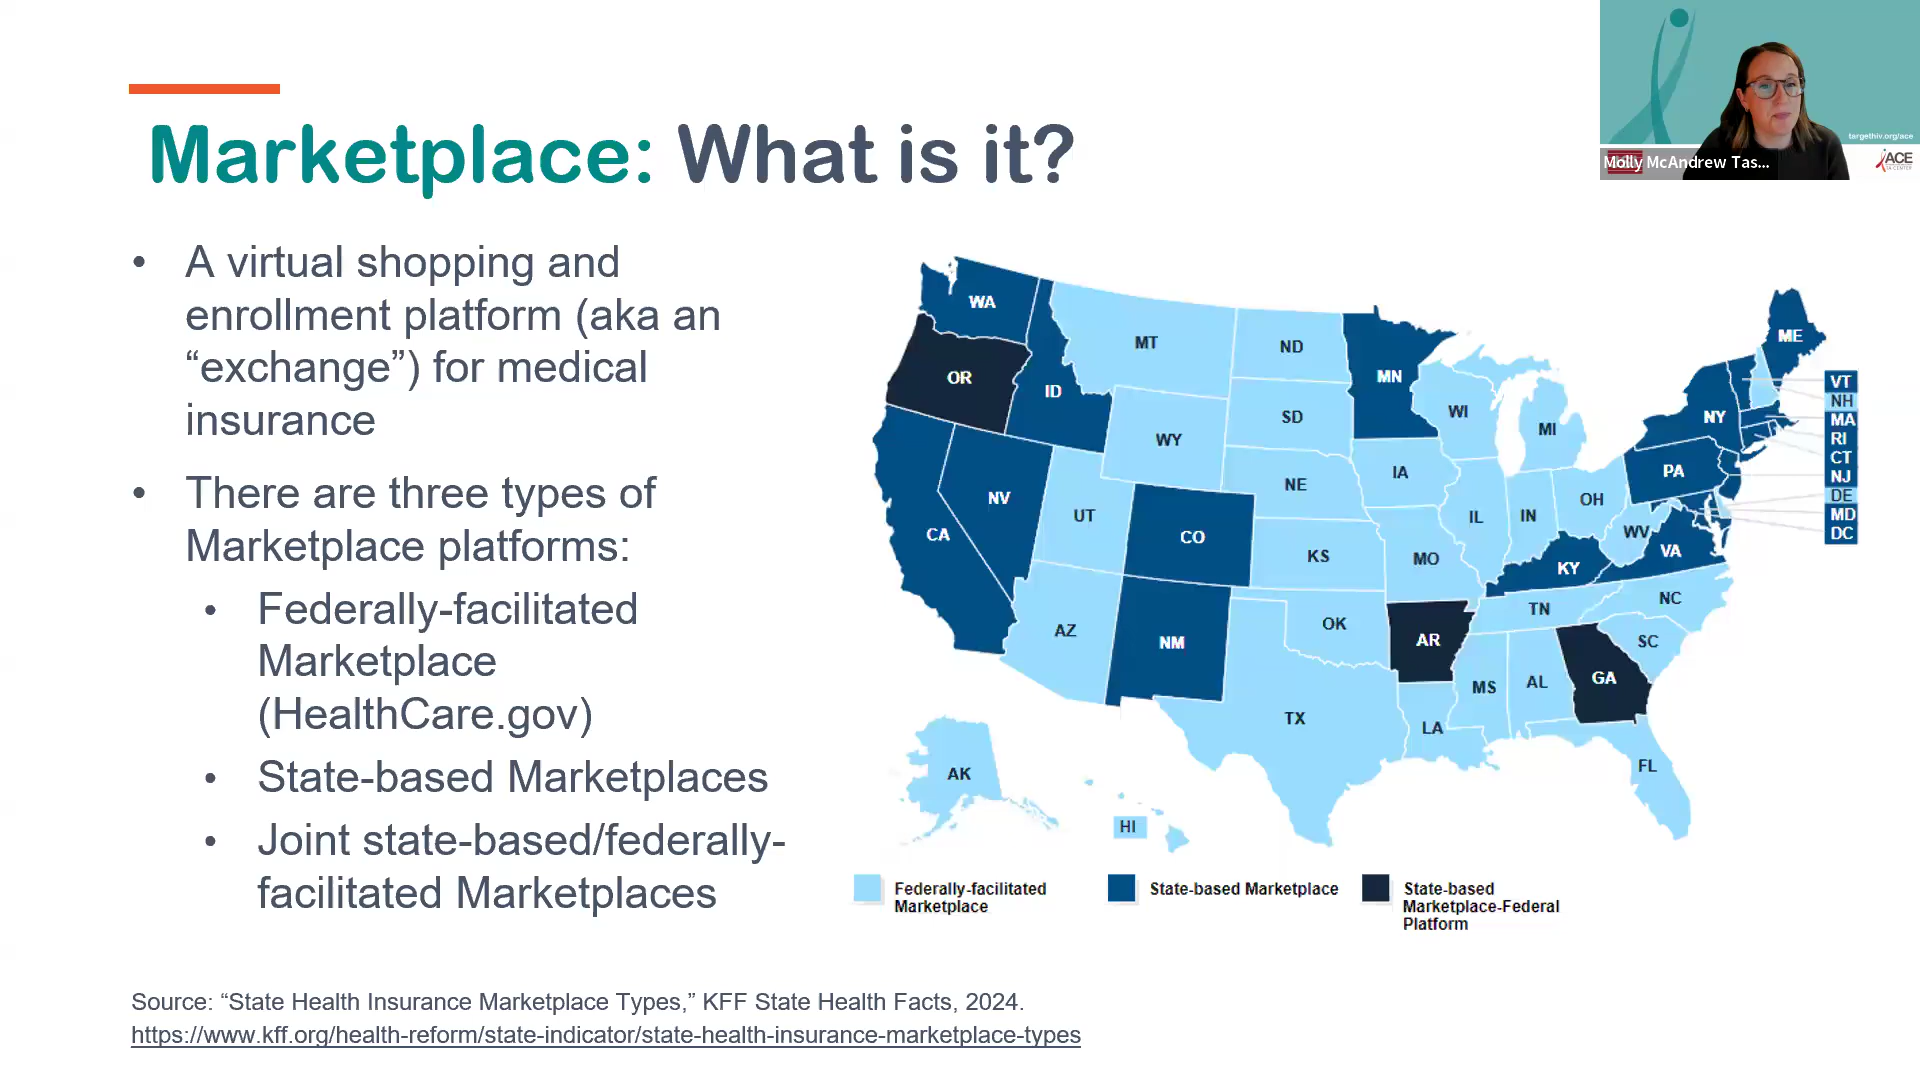 Marketplace: What is it?
• A virtual shopping and
enrollment platform (aka an
“exchange”) for medical
insurance
• There are three types of
Marketplace platforms:
• Federally-facilitated
Marketplace
(HealthCare.gov)
• State-based Marketplaces
• Joint state-based/federally-
facilitated Marketplaces
WA
OR
ID
MT
ND
MN
WI
MI
ME
VT
NH
MA
RI
CT
NJ
DE
MD
DC
NY
PA
SD
WY
NE
IA
NV
UT
CA
CO
KS
MO
IL
IN
OH
WV
VA
KY
TN
NC
SC
AZ
NM
OK
AR
MS
AL
GA
TX
LA
FL
AK
HI
Federally-facilitated
Marketplace
State-based Marketplace
State-based
Marketplace-Federal
Platform
Source: “State Health Insurance Marketplace Types,” KFF State Health Facts, 2024.
https://www.kff.org/health-reform/state-indicator/state-health-insurance-marketplace-types
targethiv.org/ace
Molly McAndrew Tas...
ACE